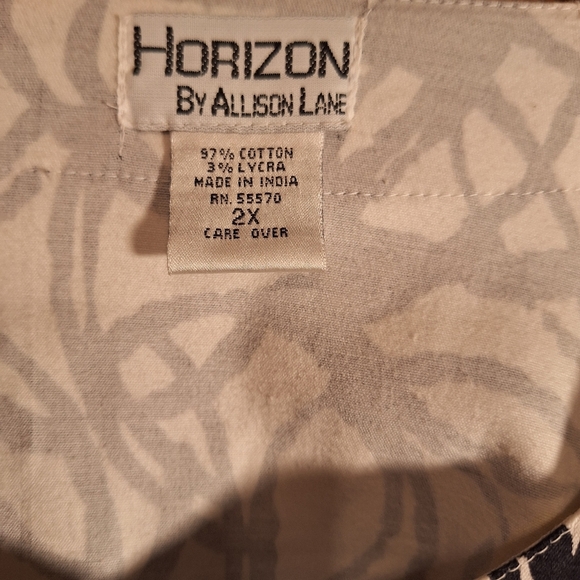 HORIZON
BY ALLISON LANE
97% COTTON
3% LYCRA
MADE IN INDIA
RN. 55570
2X
CARE OVER